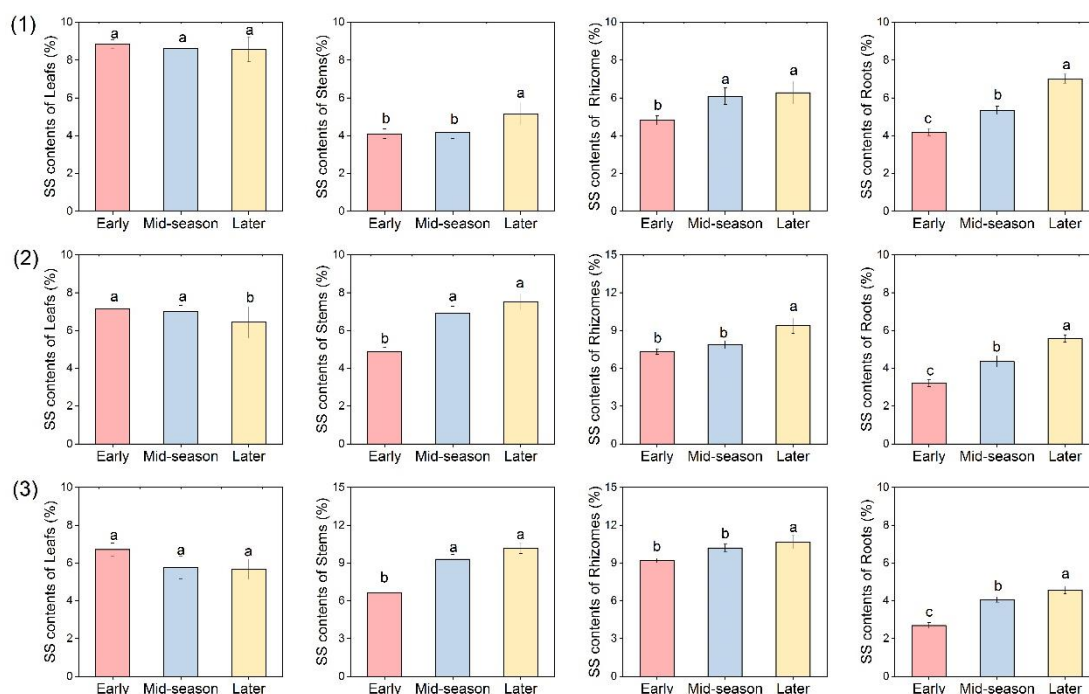 (1)
SS contents of Leafs (%)
10
8
6
4
2
0
a
a
a
Early Mid-season Later
SS contents of Stems(%)
10
8
6
4
2
0
b
b
a
Early Mid-season Later
SS contents of Rhizome (%)
10
8
6
4
2
0
b
a
a
Early Mid-season Later
SS contents of Roots (%)
10
8
6
4
2
0
c
b
a
Early Mid-season Later
(2)
SS contents of Leafs (%)
10
8
6
4
2
0
a
a
b
Early Mid-season Later
SS contents of Stems (%)
10
8
6
4
2
0
b
a
a
Early Mid-season Later
SS contents of Rhizomes (%)
15
12
9
6
3
0
b
b
a
Early Mid-season Later
SS contents of Roots (%)
10
8
6
4
2
0
c
b
a
Early Mid-season Later
(3)
SS contents of Leafs (%)
10
8
6
4
2
0
a
a
a
Early Mid-season Later
SS contents of Stems (%)
15
12
9
6
3
0
b
a
a
Early Mid-season Later
SS contents of Rhizomes (%)
15
12
9
6
3
0
b
b
a
Early Mid-season Later
SS contents of Roots (%)
10
8
6
4
2
0
c
b
a
Early Mid-season Later